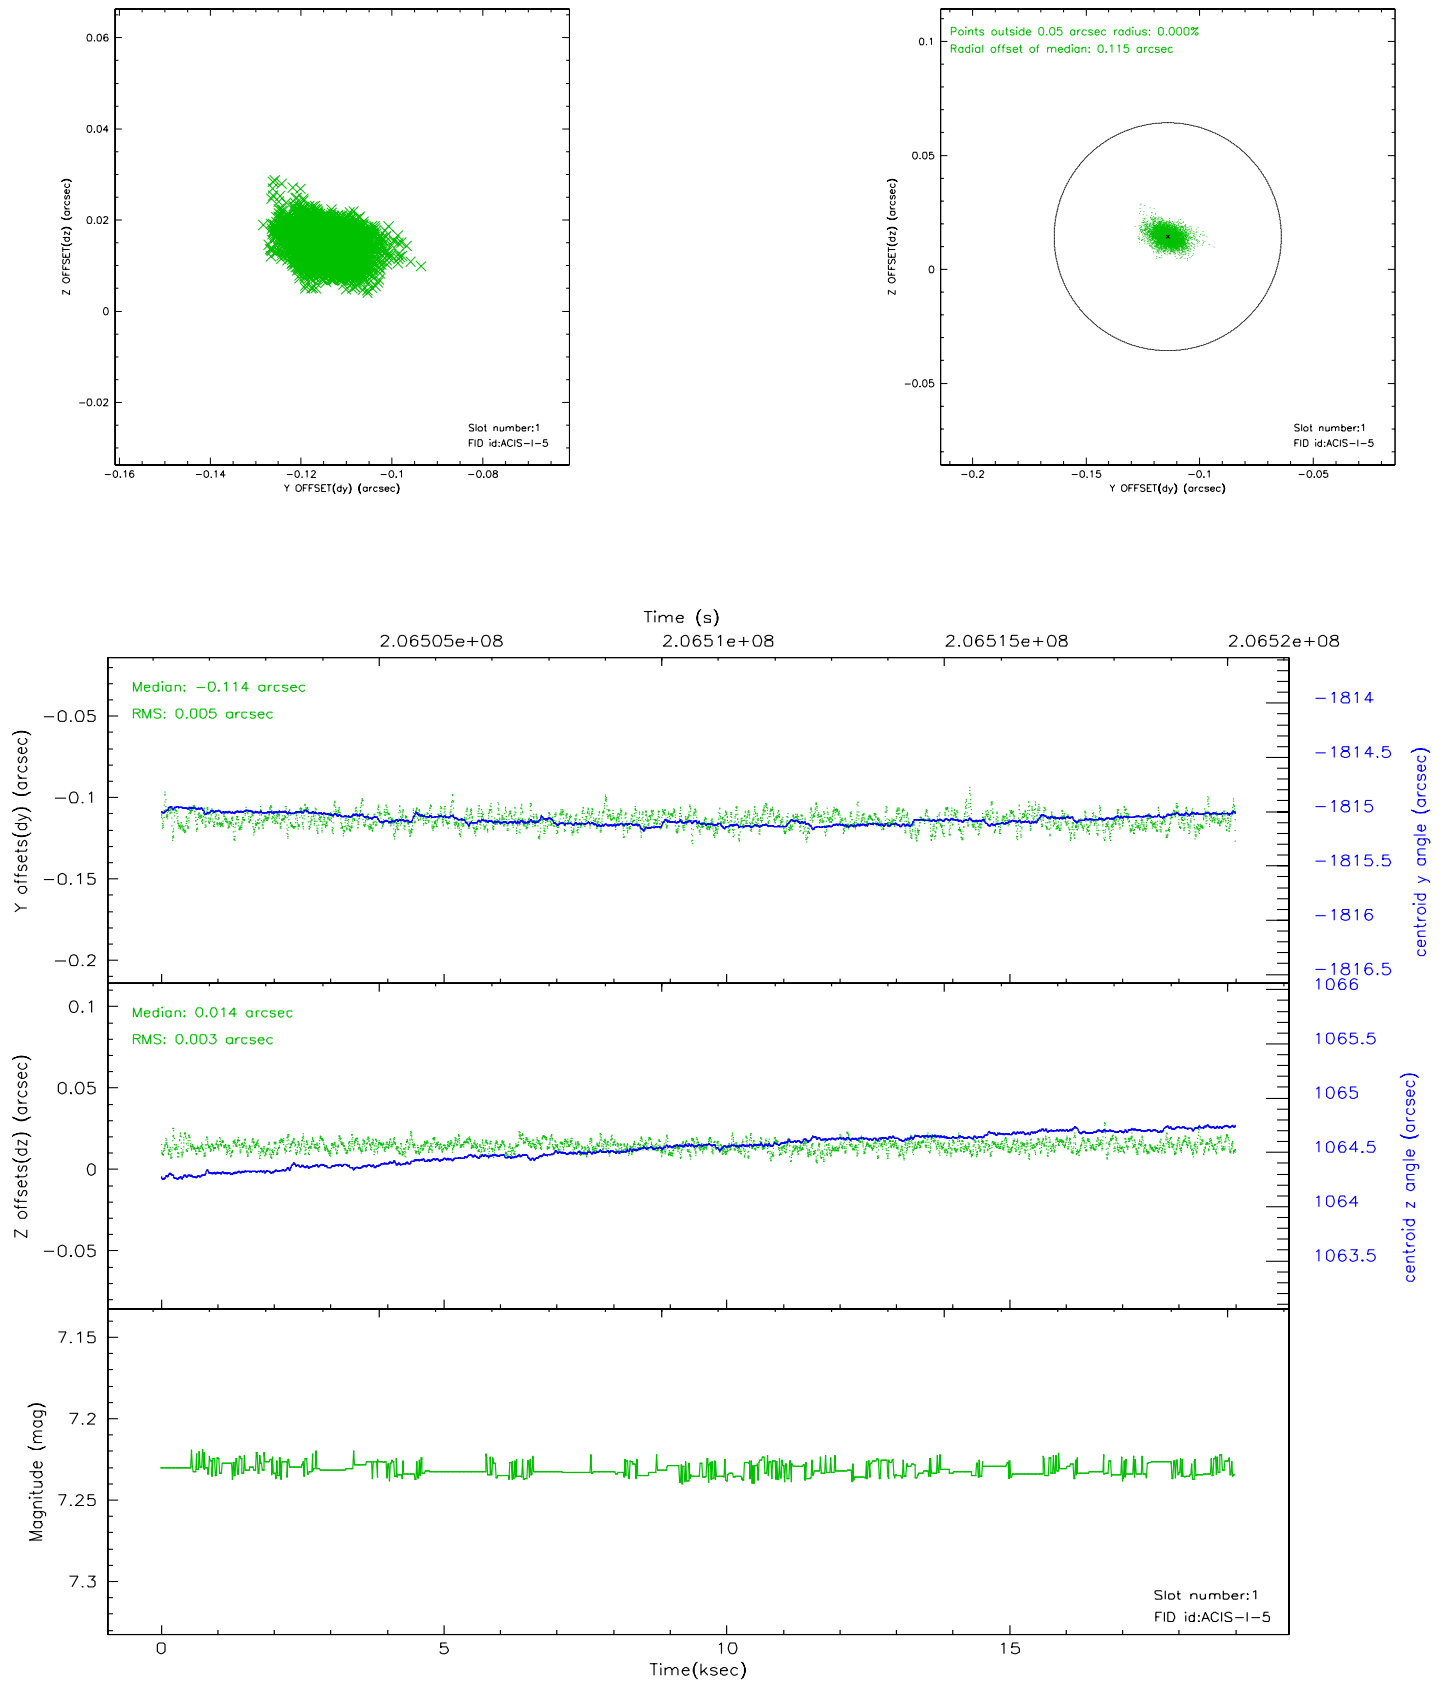 0.06
0.04
0.02
0
−0.02
Z OFFSET(dz) (arcsec)
Slot number:1
FID id:ACIS−I−5
−0.16 −0.14 −0.12 −0.1 −0.08
Y OFFSET(dy) (arcsec)
Points outside 0.05 arcsec radius: 0.000%
Radial offset of median: 0.115 arcsec
0.1
0.05
0
−0.05
Z OFFSET(dz) (arcsec)
Slot number:1
FID id:ACIS−I−5
−0.2 −0.15 −0.1 −0.05
Y OFFSET(dy) (arcsec)
Time (s)
2.06505e+08 2.0651e+08 2.06515e+08 2.0652e+08
Median: −0.114 arcsec
RMS: 0.005 arcsec
−0.05
−0.1
−0.15
−0.2
Y offsets(dy) (arcsec)
−1814
−1814.5
−1815
−1815.5
−1816
−1816.5
centroid y angle (arcsec)
Median: 0.014 arcsec
RMS: 0.003 arcsec
0.1
0.05
0
−0.05
Z offsets(dz) (arcsec)
1066
1065.5
1065
1064.5
1064
1063.5
centroid z angle (arcsec)
7.15
7.2
7.25
7.3
Magnitude (mag)
Slot number:1
FID id:ACIS−I−5
0 5 10 15
Time(ksec)